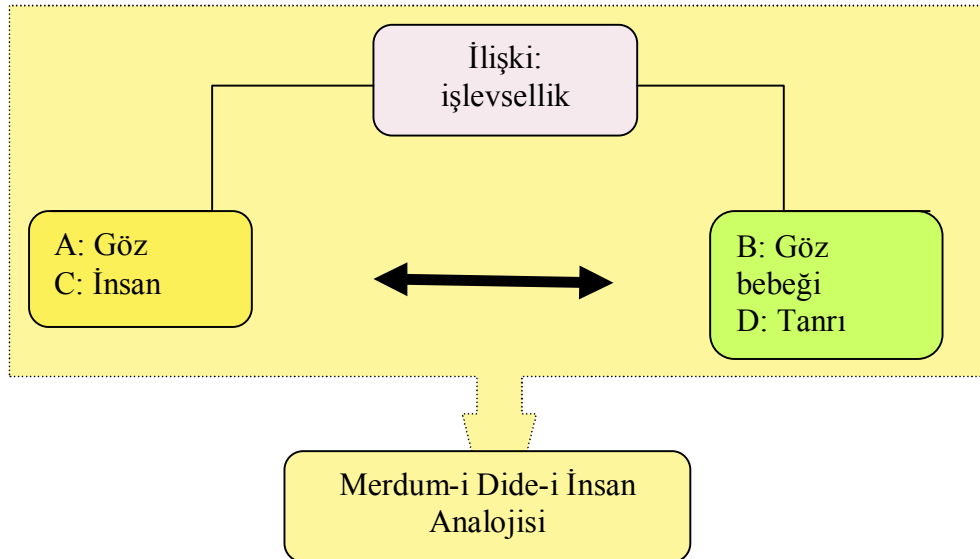 İlişki:
işlevsellik
A: Göz
C: İnsan
B: Göz
bebeği
D: Tanrı
Merdum-i Dide-i İnsan
Analojisi